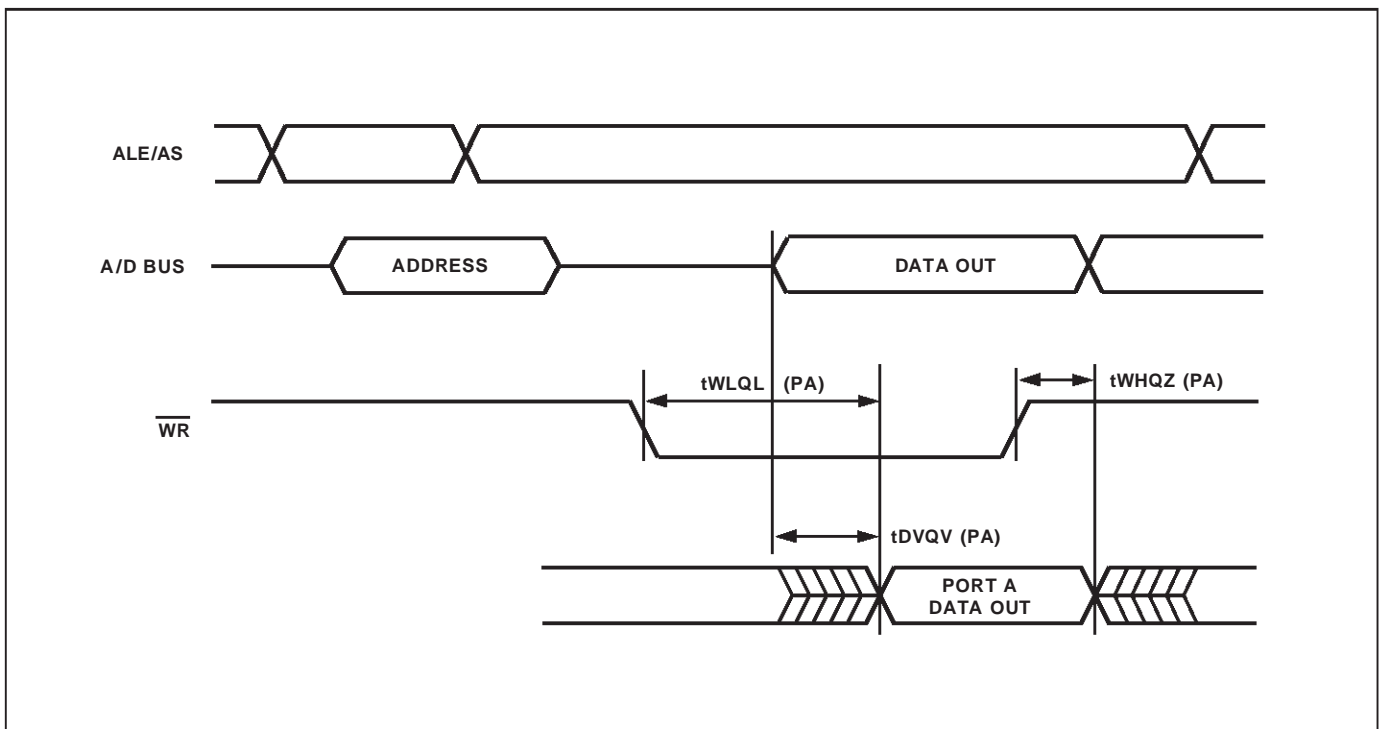 ALE/AS
A/D BUS
ADDRESS
DATA OUT
tWLQL (PA)
tWHQZ (PA)
WR
tDVQV (PA)
PORT A
DATA OUT